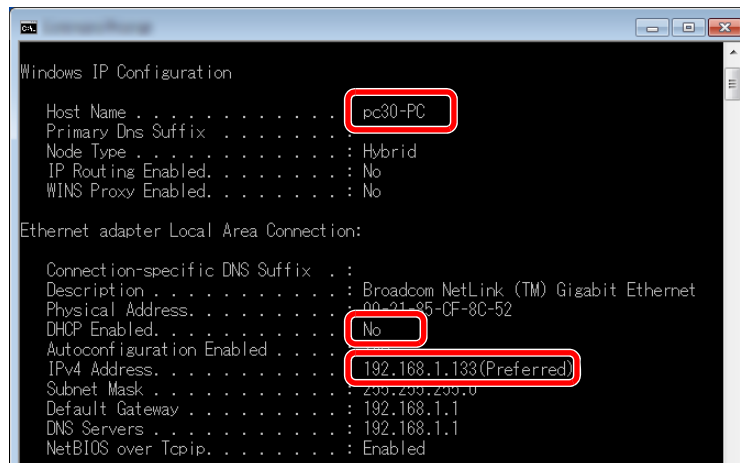 Windows IP Configuration
Host Name . . . . . . . . . . . . : pc30-PC
Primary Dns Suffix . . . . . . . :
Node Type . . . . . . . . . . . . : Hybrid
IP Routing Enabled. . . . . . . . : No
WINS Proxy Enabled. . . . . . . . : No
Ethernet adapter Local Area Connection:
Connection-specific DNS Suffix . :
Description . . . . . . . . . . . : Broadcom NetLink (TM) Gigabit Ethernet
Physical Address. . . . . . . . . : 00-21-85-CF-8C-52
DHCP Enabled. . . . . . . . . . . : No
Autoconfiguration Enabled . . . . :
IPv4 Address. . . . . . . . . . . : 192.168.1.133(Preferred)
Subnet Mask . . . . . . . . . . . : 255.255.255.0
Default Gateway . . . . . . . . . : 192.168.1.1
DNS Servers . . . . . . . . . . . : 192.168.1.1
NetBIOS over Tcpip. . . . . . . . : Enabled